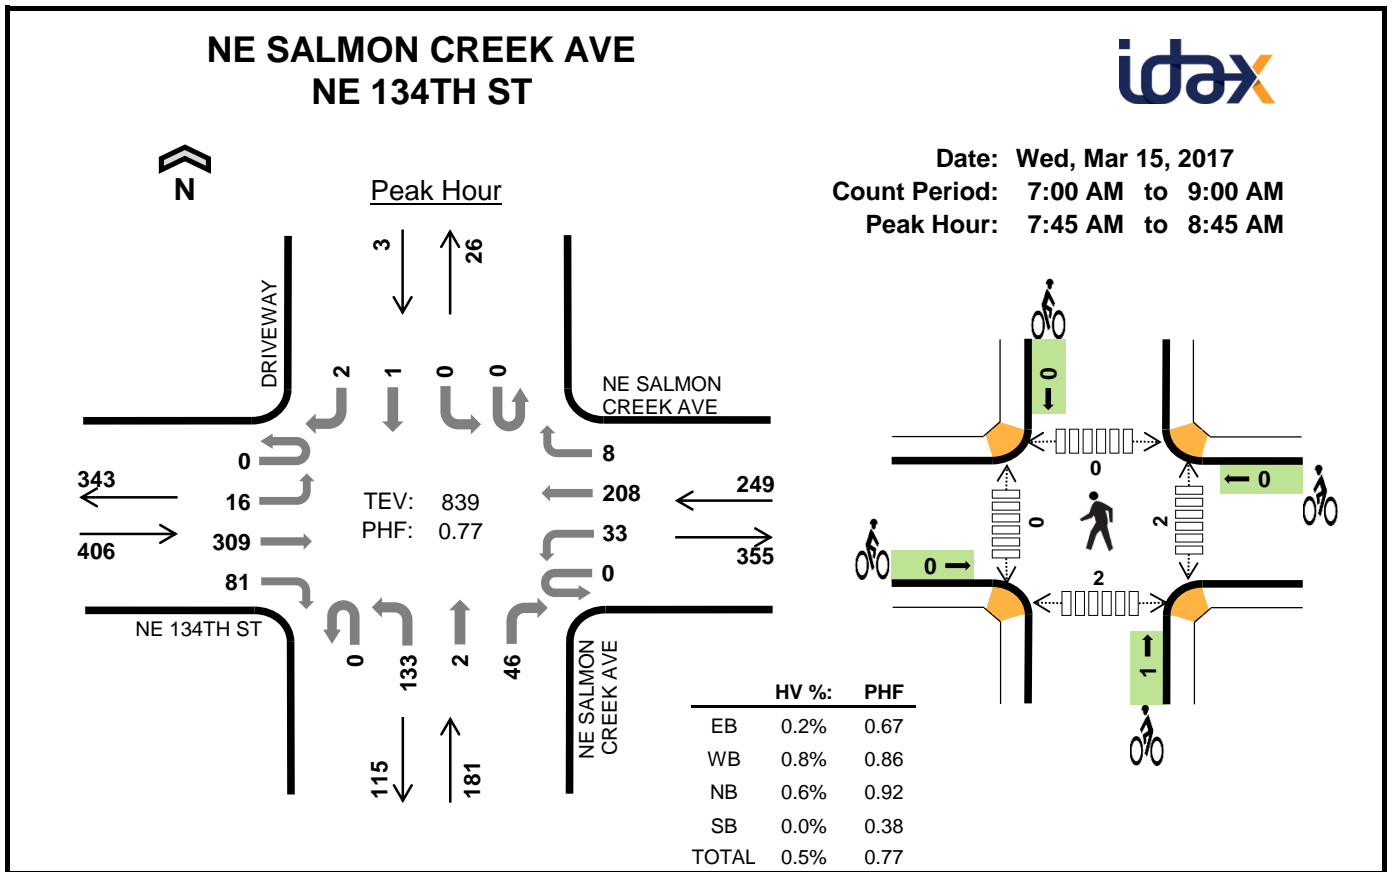 NE SALMON CREEK AVE
NE 134TH ST
idax
Date: Wed, Mar 15, 2017
Count Period: 7:00 AM to 9:00 AM
Peak Hour: 7:45 AM to 8:45 AM
N
Peak Hour
3
26
DRIVEWAY
2
1
0
0
NE SALMON
CREEK AVE
0
16
309
81
343
406
TEV: 839
PHF: 0.77
8
208
33
0
249
355
NE 134TH ST
0
133
2
46
NE SALMON
CREEK AVE
115
181
HV %: PHF
EB 0.2% 0.67
WB 0.8% 0.86
NB 0.6% 0.92
SB 0.0% 0.38
TOTAL 0.5% 0.77
0
0
0
0
2
0
2
1